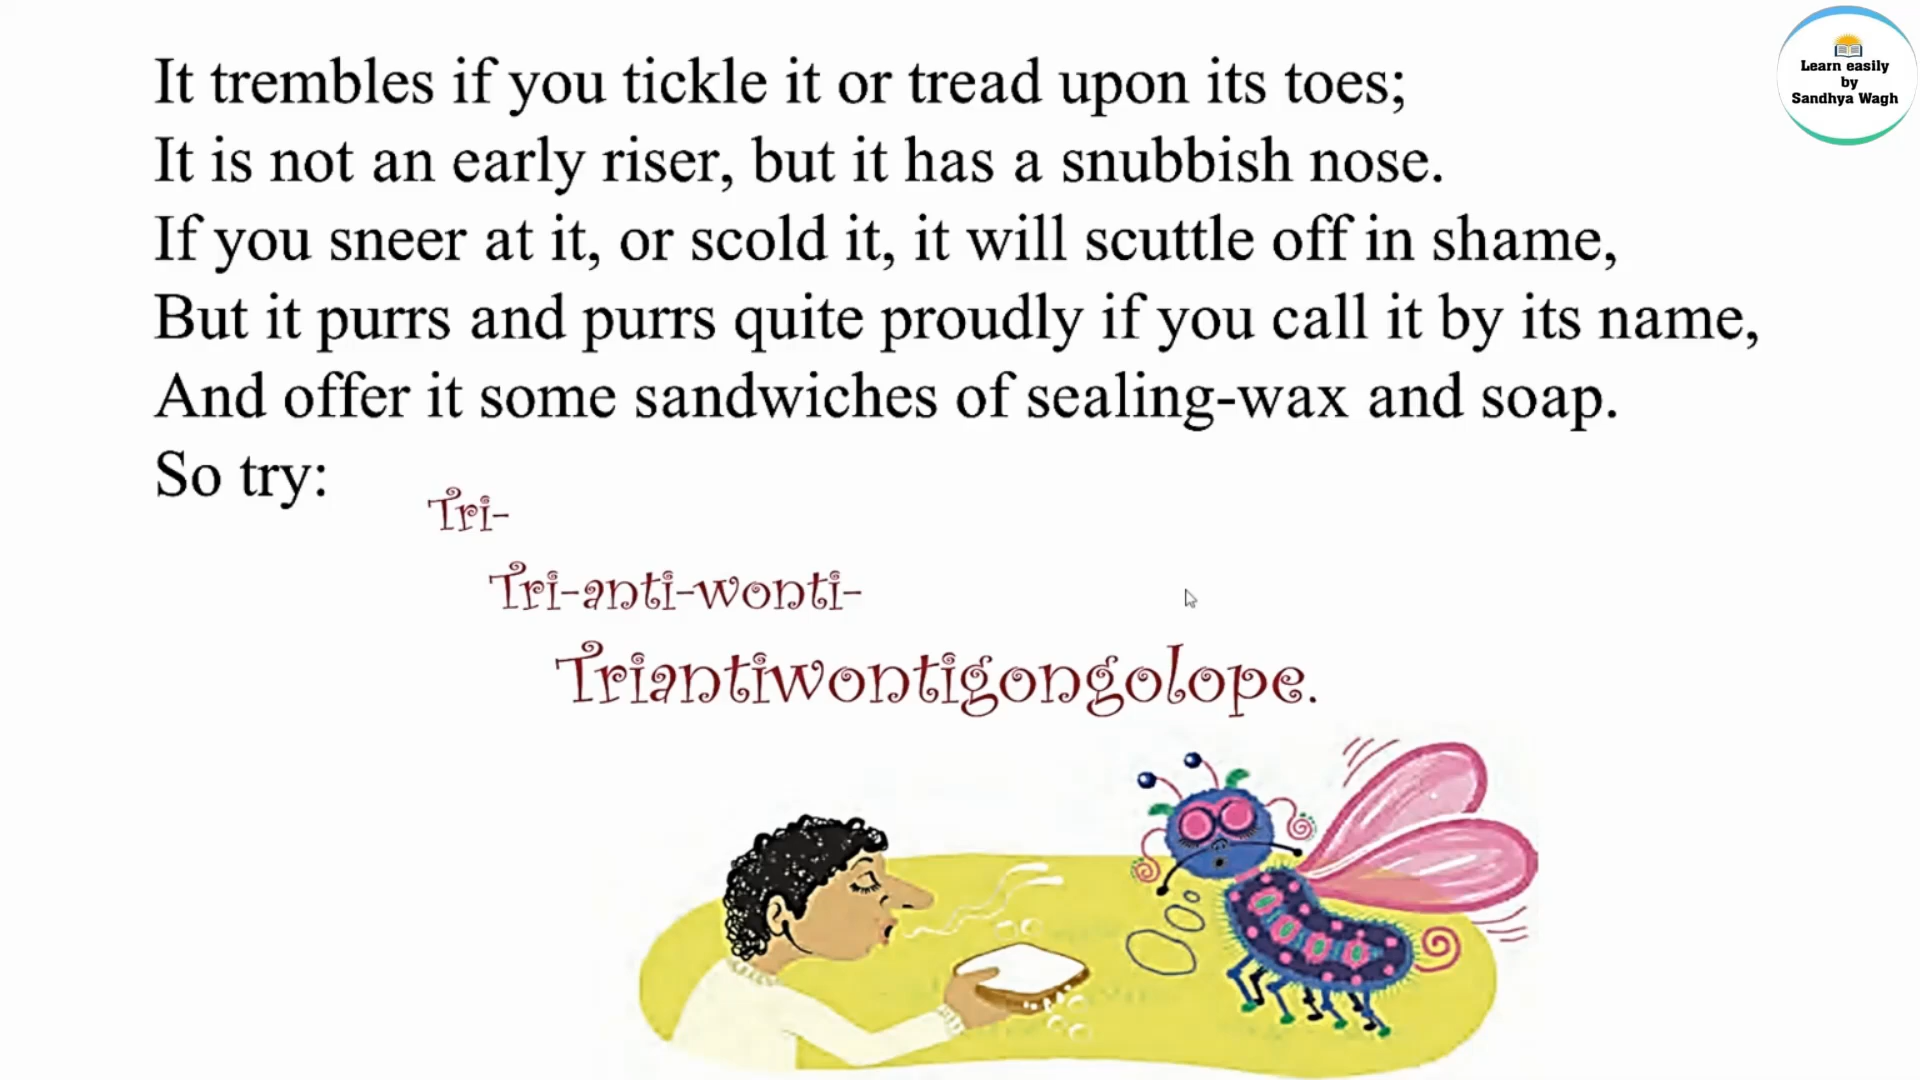 It trembles if you tickle it or tread upon its toes;
It is not an early riser, but it has a snubbish nose.
If you sneer at it, or scold it, it will scuttle off in shame,
But it purrs and purrs quite proudly if you call it by its name,
And offer it some sandwiches of sealing-wax and soap.
So try:
Tri-
Tri-anti-wonti-
Triantiwontigongolope.
Learn easily
by
Sandhya Wagh